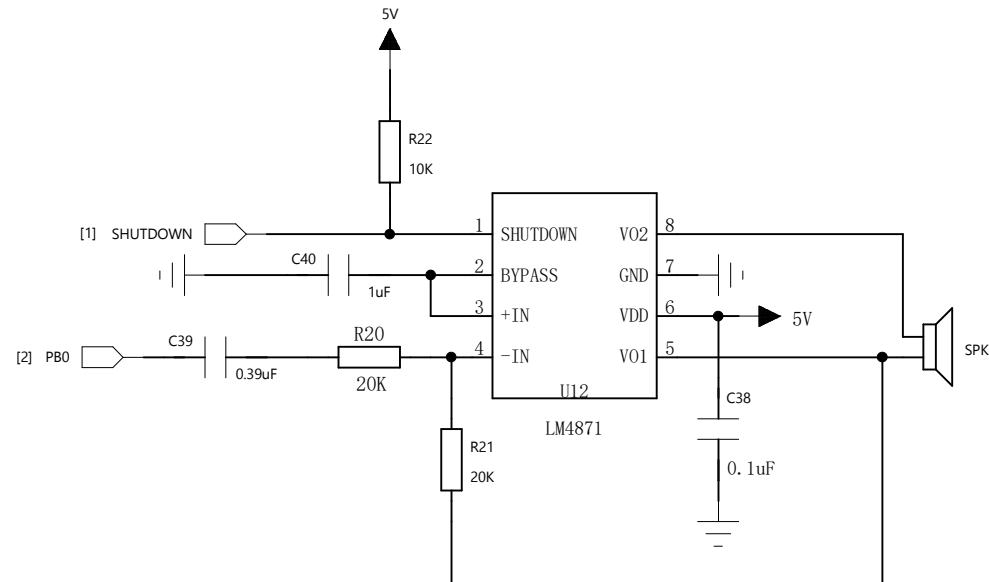 5V
R22
10K
[1] SHUTDOWN
1
SHUTDOWN
VO2
8
C40
1uF
2
BYPASS
GND
7
3
+IN
VDD
6
5V
[2] PB0
C39
0.39uF
R20
20K
4
-IN
VO1
5
SPK
U12
LM4871
C38
0.1uF
R21
20K